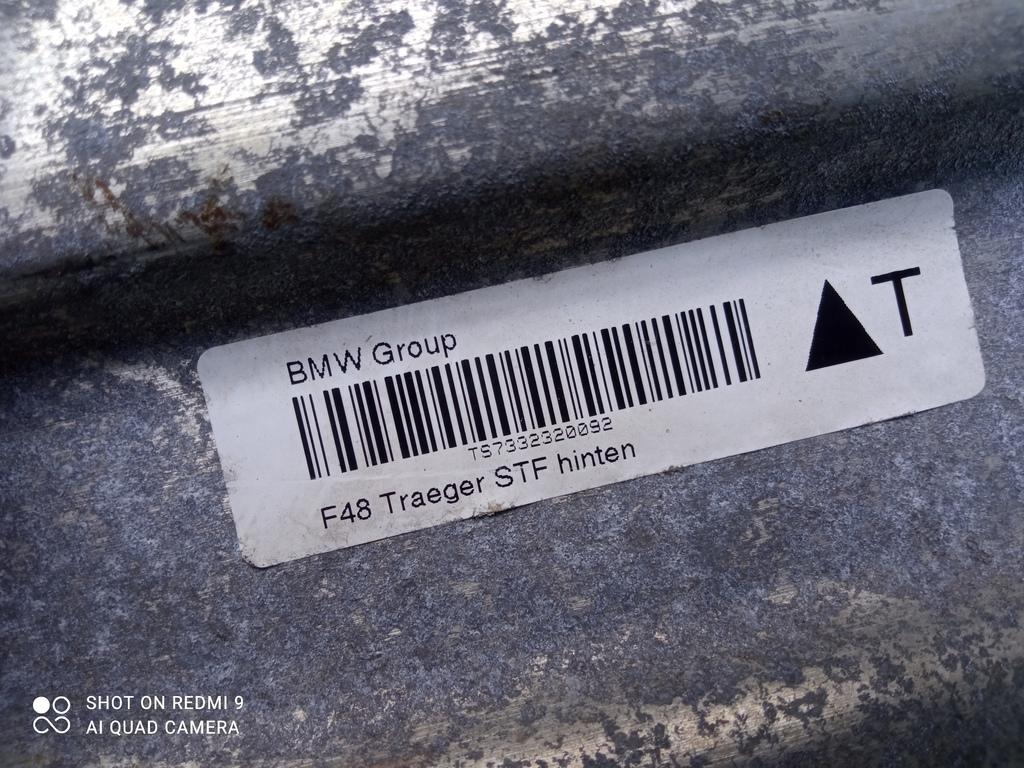 BMW Group
TS7332320092
F48 Traeger STF hinten
T
SHOT ON REDMI 9
AI QUAD CAMERA